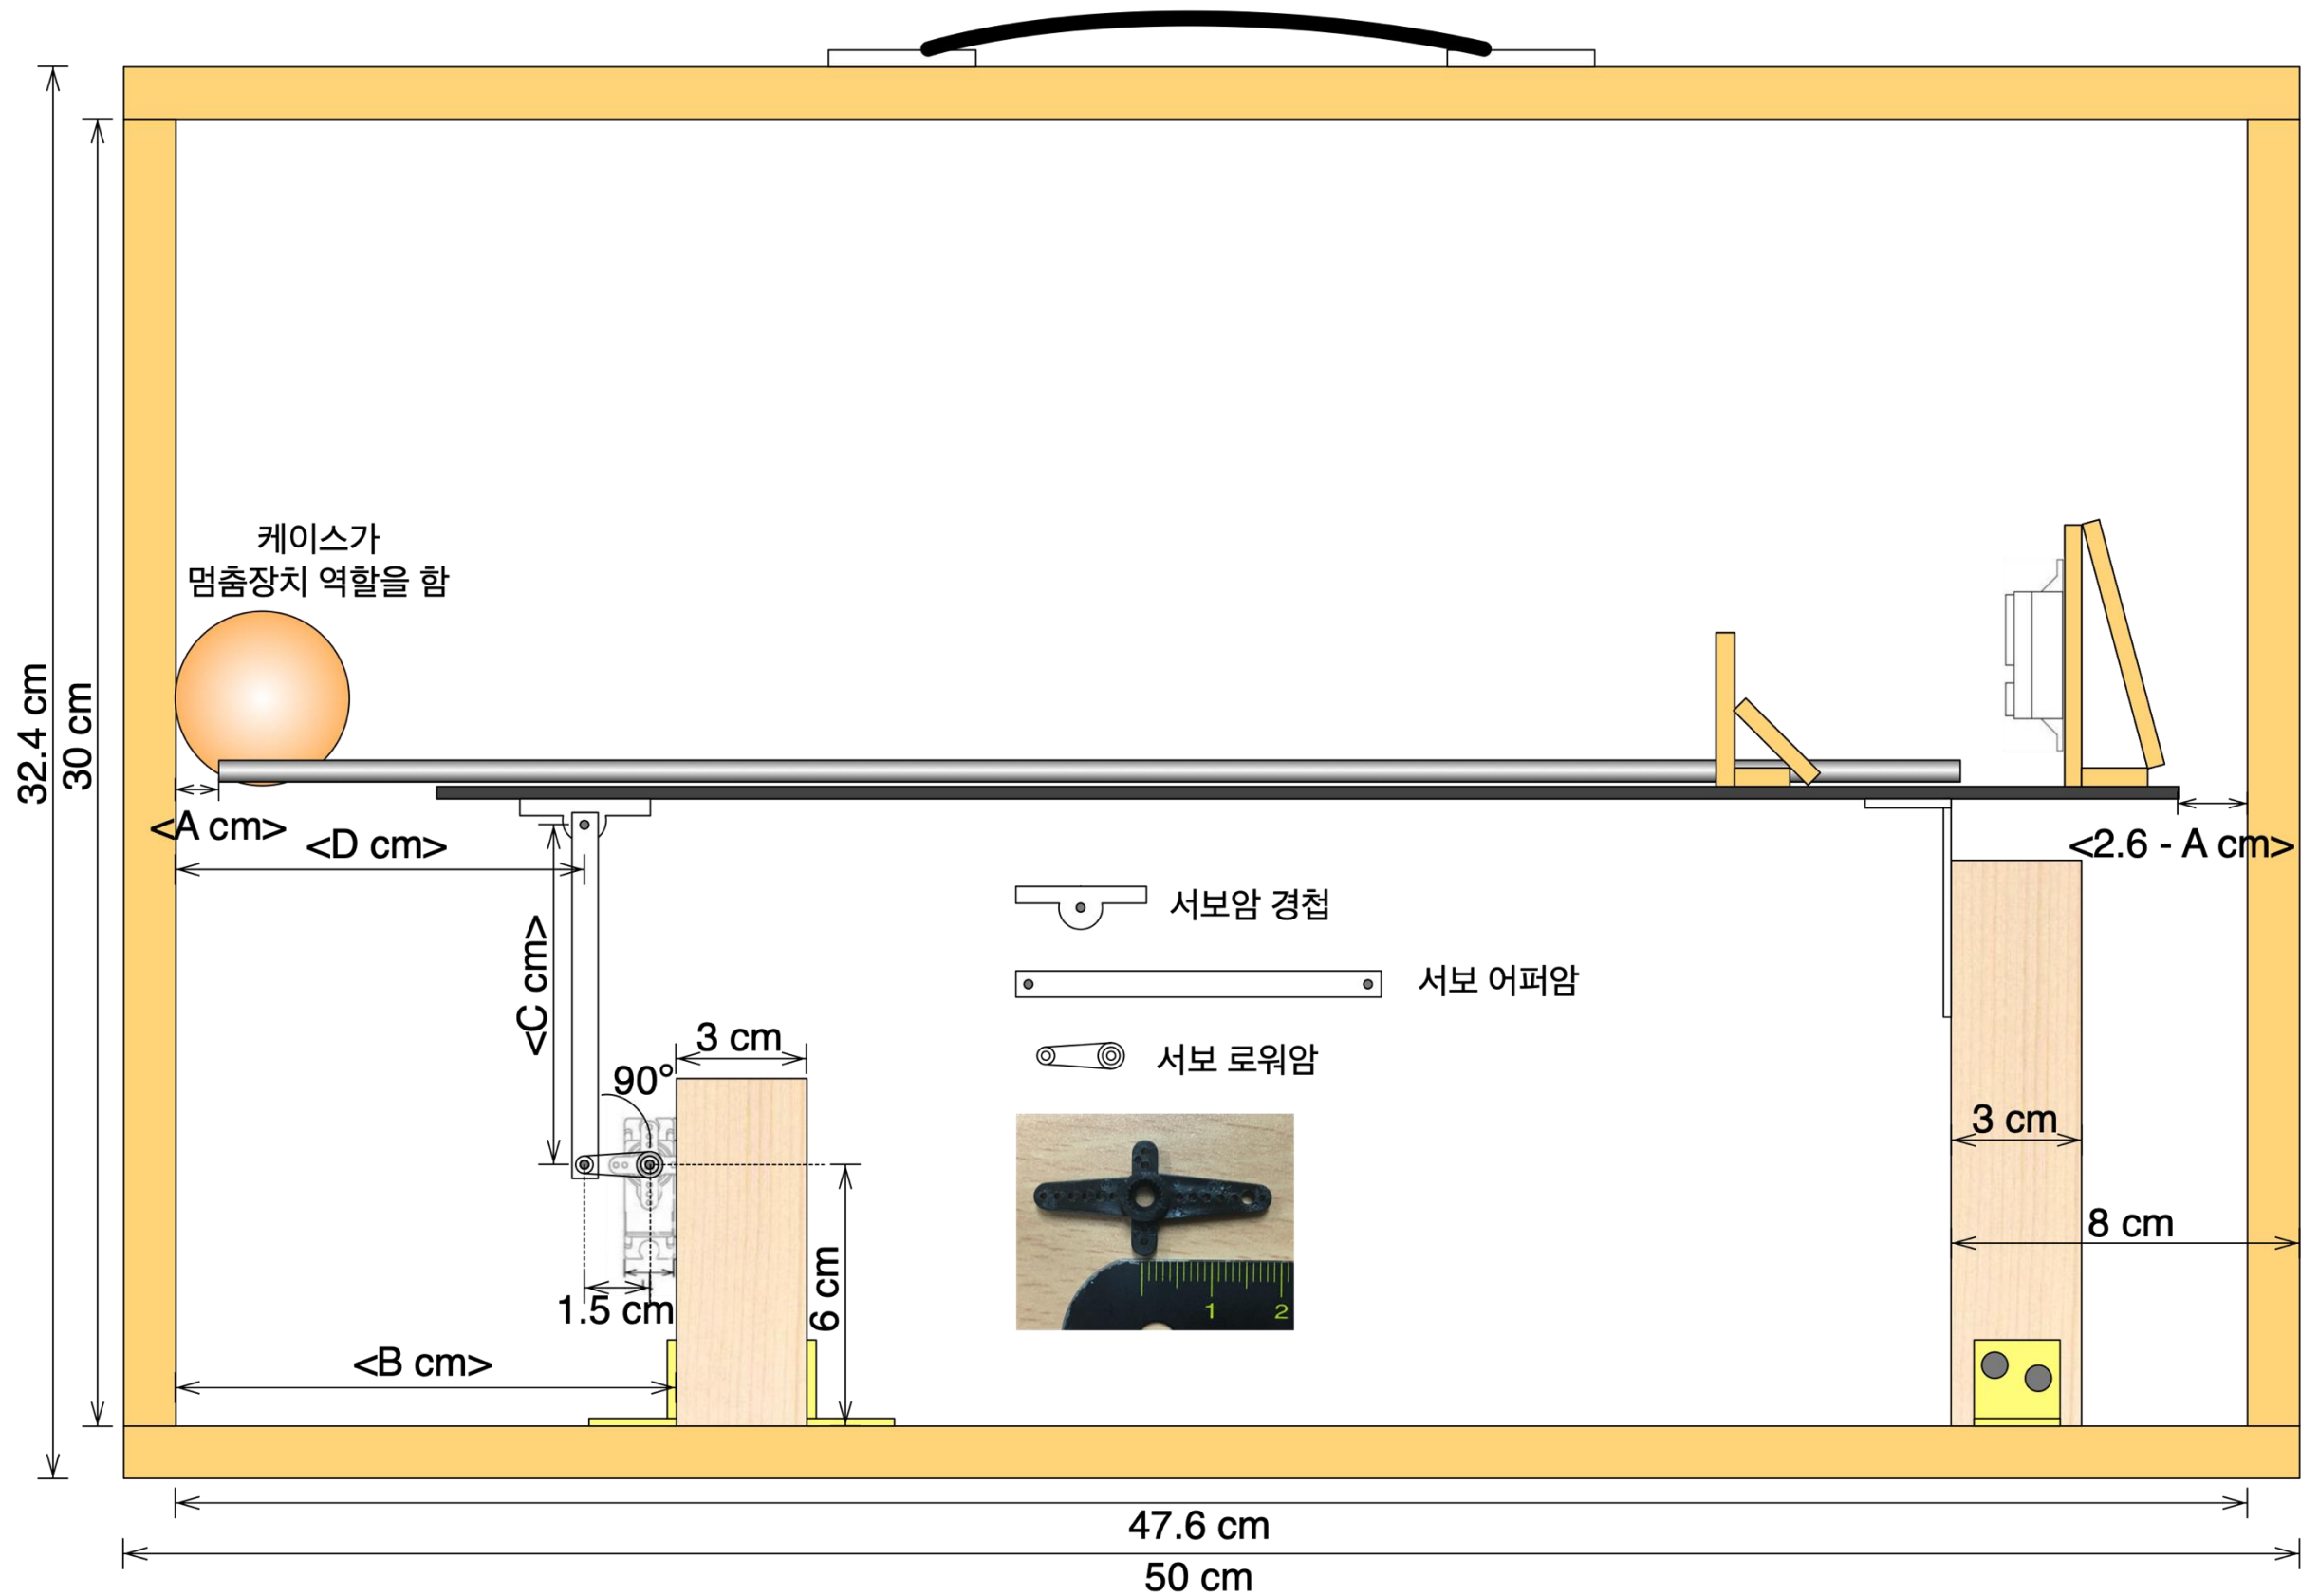 케이스가
멈춤장치 역할을 함
32.4 cm
30 cm
<A cm>
<D cm>
<2.6 - A cm>
<C cm>
서보암 경첩
서보 어퍼암
서보 로워암
3 cm
90°
3 cm
8 cm
6 cm
1.5 cm
1 2
<B cm>
47.6 cm
50 cm